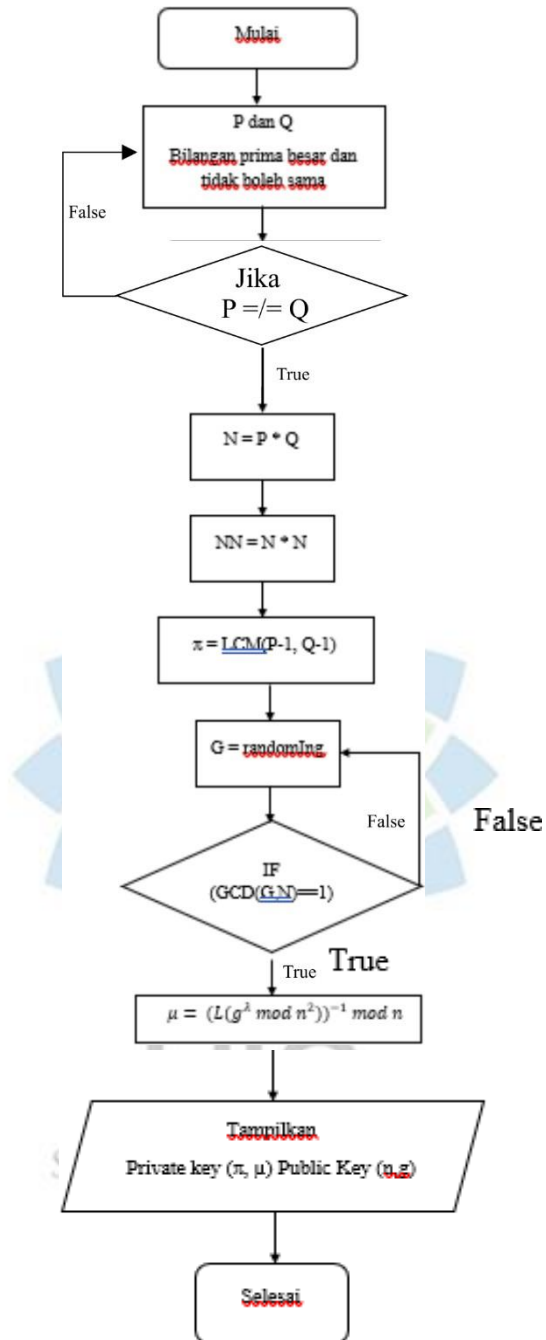 Mulai
P dan Q
Bilangan prima besar dan
tidak boleh sama
False
Jika
P =/= Q
True
N = P * Q
NN = N * N
π = LCM(P-1, Q-1)
G = randomIng
False
False
IF
(GCD(G,N)==1)
True
True
μ = (L(g^λ mod n²))⁻¹ mod n
Tampilkan
Private key (π, μ) Public Key (n,g)
Selesai